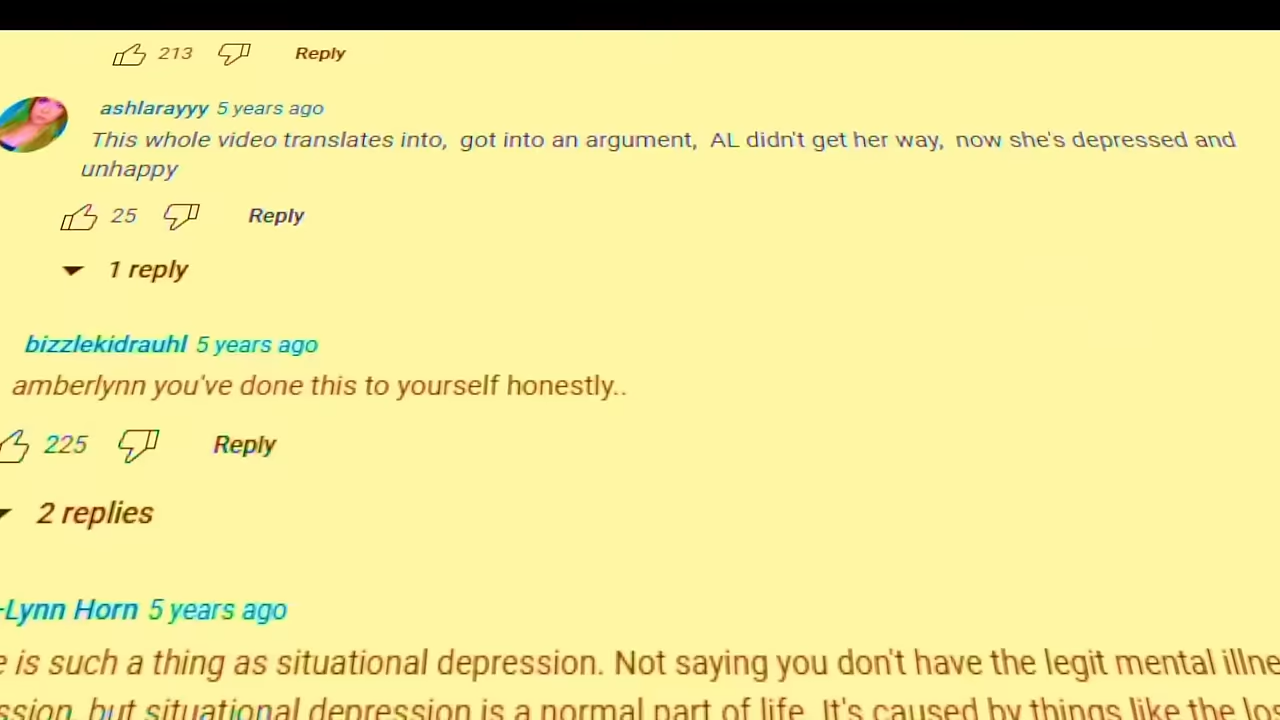 213 Reply
ashlarayyy 5 years ago
This whole video translates into, got into an argument, AL didn't get her way, now she's depressed and
unhappy
25 Reply
1 reply
bizzlekidrauhl 5 years ago
amberlynn you've done this to yourself honestly..
225 Reply
2 replies
-Lynn Horn 5 years ago
is such a thing as situational depression. Not saying you don't have the legit mental
but situational depression is a normal part of life. It's caused by things like the